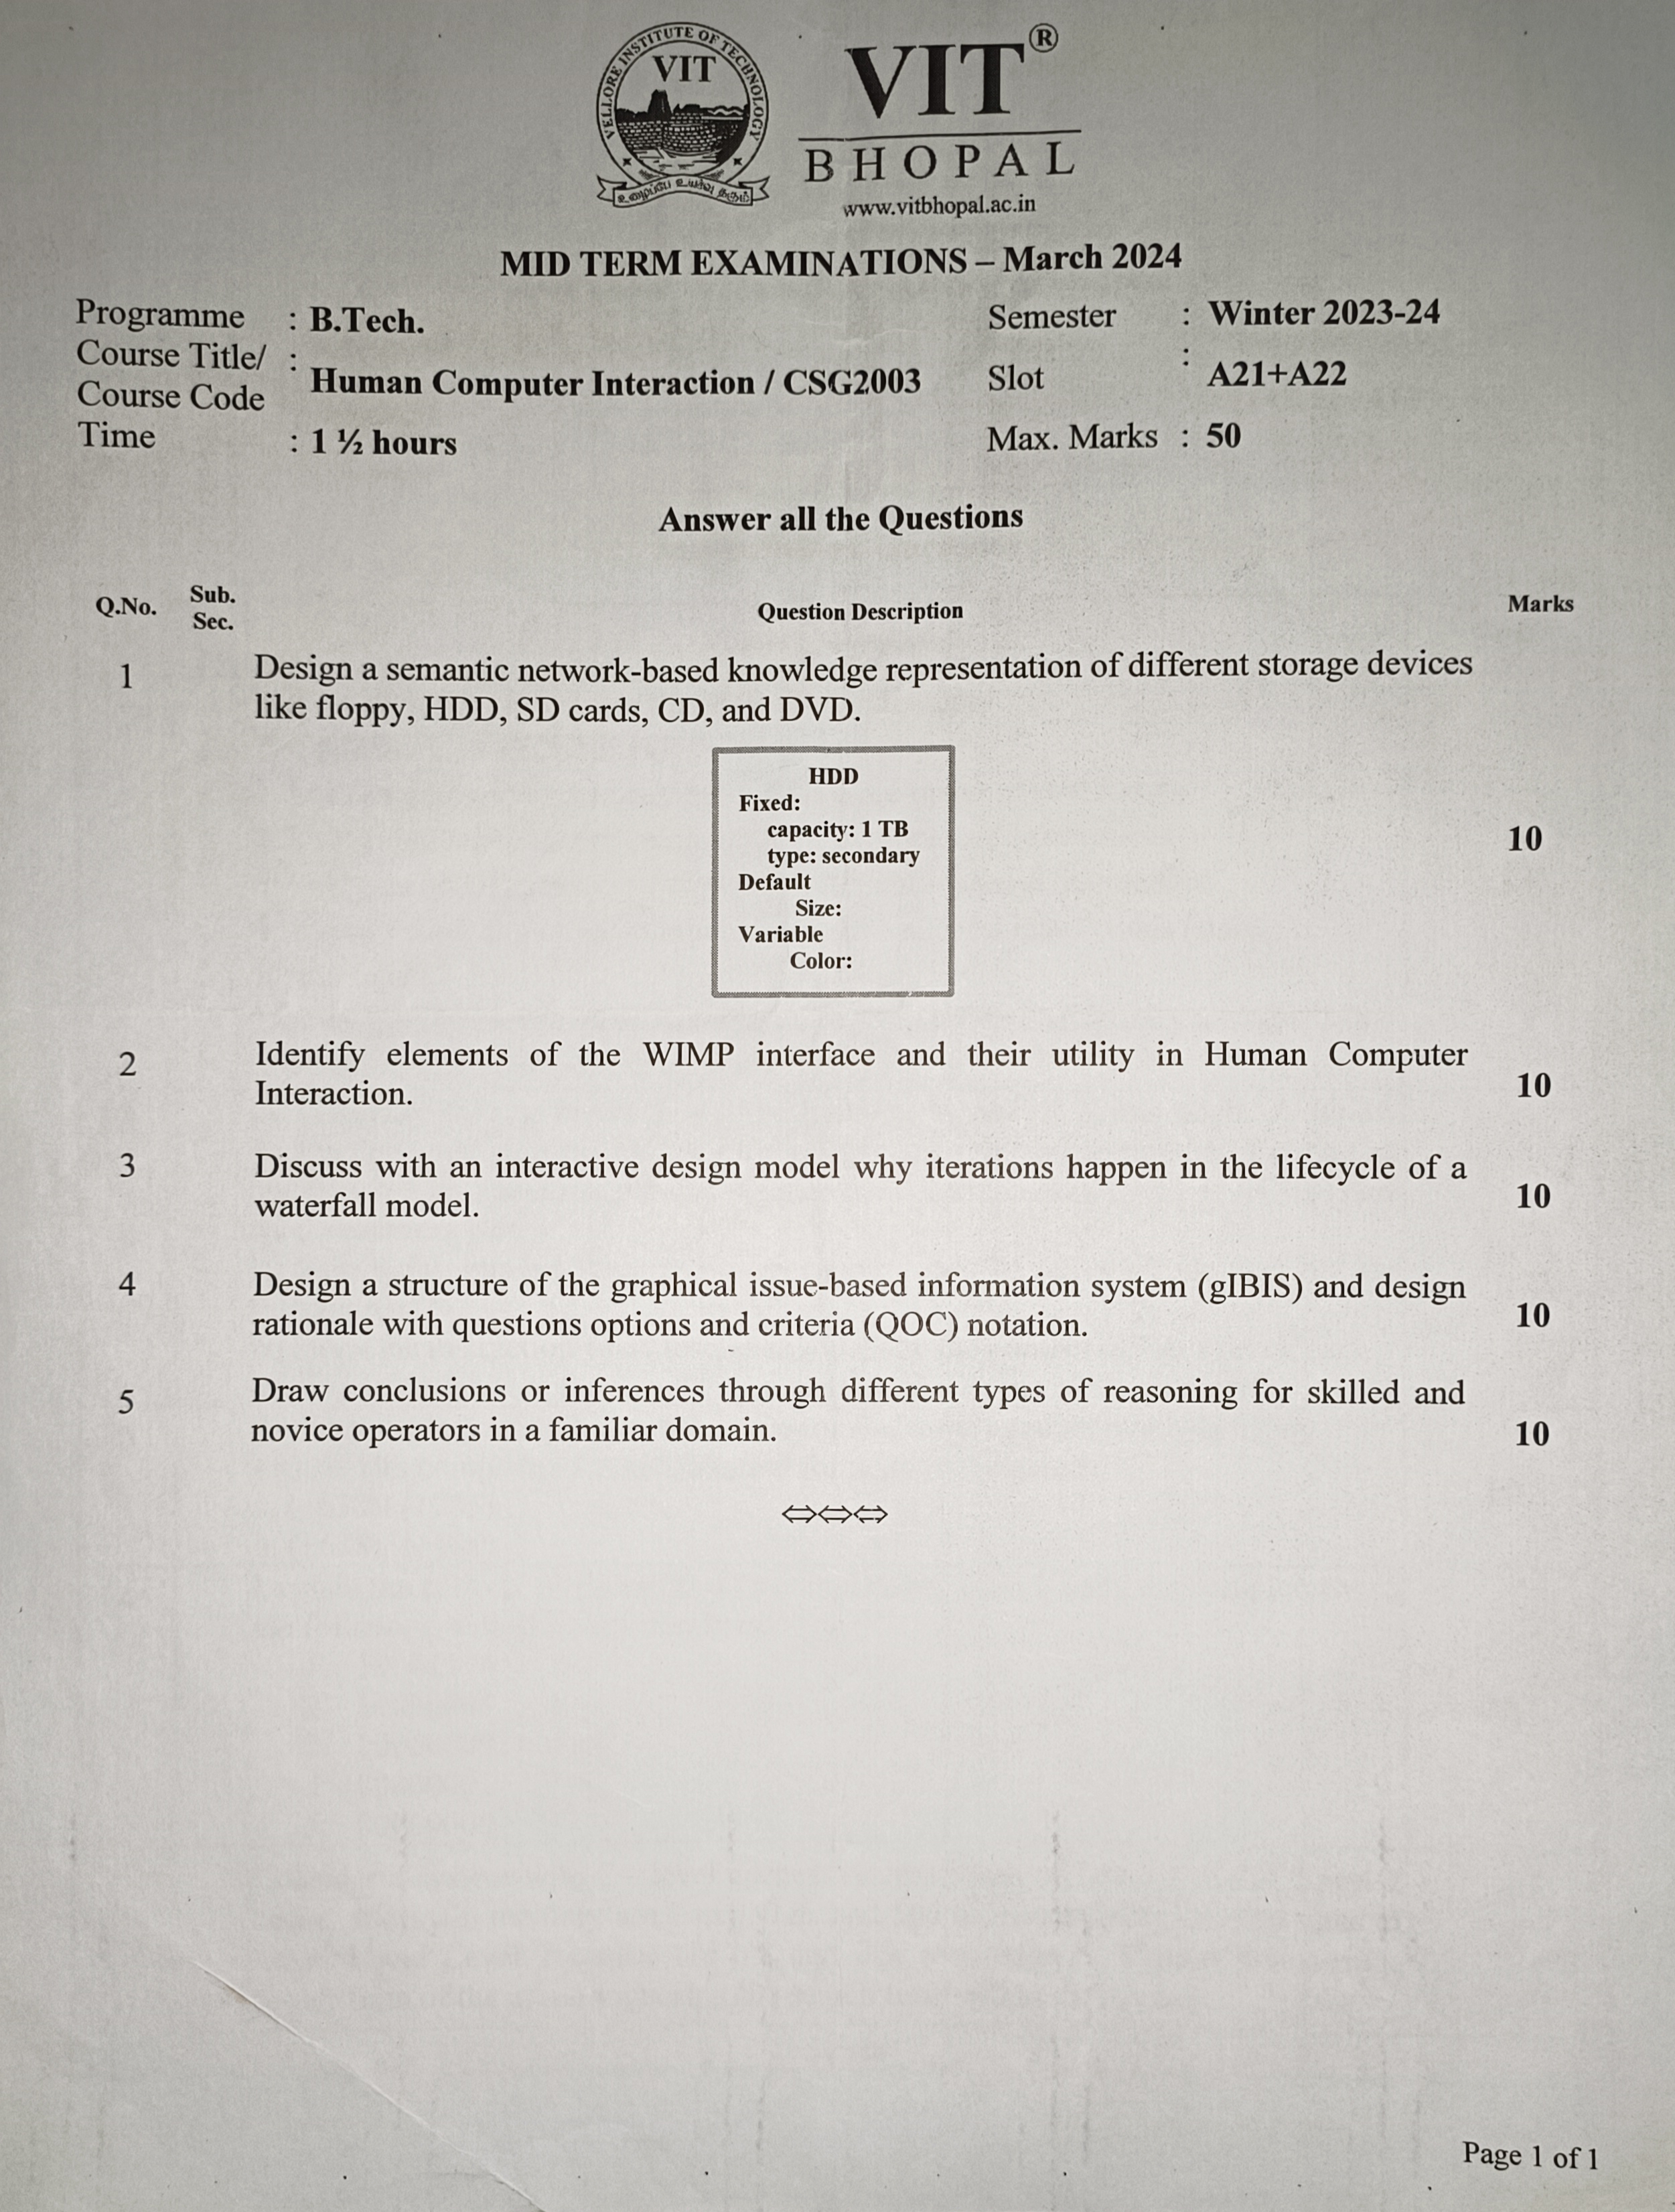 VELLORE INSTITUTE OF TECHNOLOGY
VIT
VIT®
BHOPAL
www.vitbhopal.ac.in
MID TERM EXAMINATIONS – March 2024
Programme : B.Tech. Semester : Winter 2023-24
Course Title/ : :
Course Code Human Computer Interaction / CSG2003 Slot A21+A22
Time : 1 ½ hours Max. Marks : 50
Answer all the Questions
Q.No. Sub. Sec. Question Description Marks
1 Design a semantic network-based knowledge representation of different storage devices
like floppy, HDD, SD cards, CD, and DVD.
HDD
Fixed:
capacity: 1 TB
type: secondary
Default
Size:
Variable
Color:
10
2 Identify elements of the WIMP interface and their utility in Human Computer
Interaction. 10
3 Discuss with an interactive design model why iterations happen in the lifecycle of a
waterfall model. 10
4 Design a structure of the graphical issue-based information system (gIBIS) and design
rationale with questions options and criteria (QOC) notation. 10
5 Draw conclusions or inferences through different types of reasoning for skilled and
novice operators in a familiar domain. 10
⇔⇔⇔
Page 1 of 1